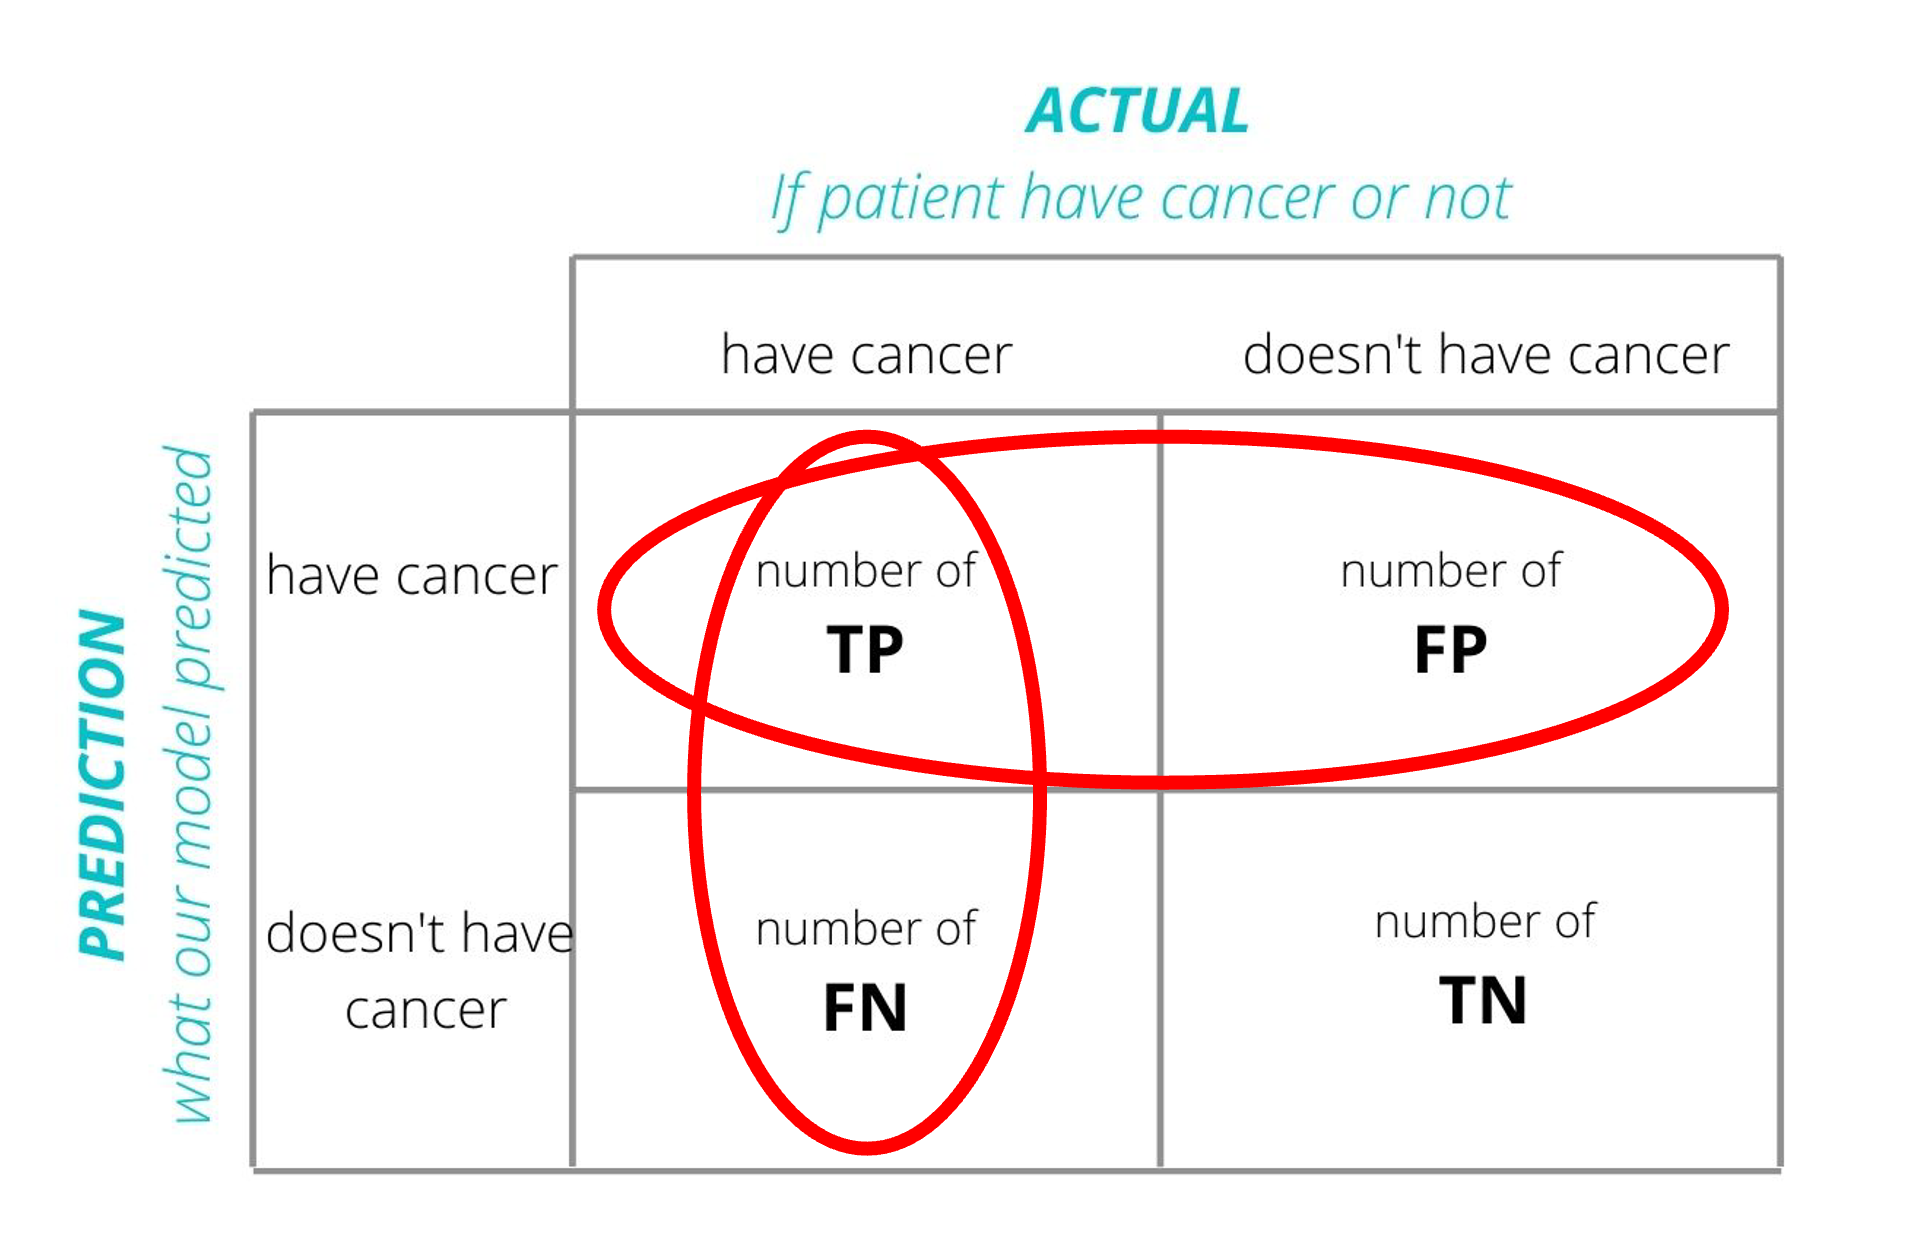 ACTUAL
If patient have cancer or not
have cancer
doesn't have cancer
PREDICTION
what our model prepredicted
have cancer
number of
TP
number of
FP
doesn't have
cancer
number of
FN
number of
TN